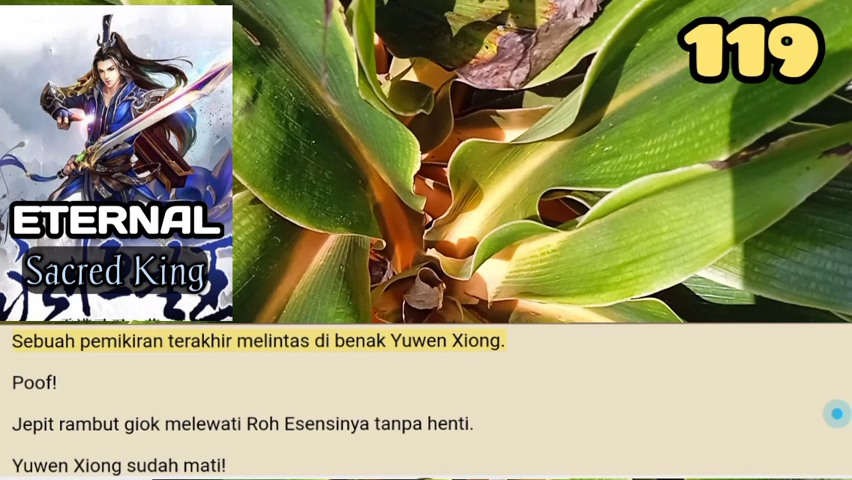 119
ETERNAL
Sacred King
Sebuah pemikiran terakhir melintas di benak Yuwen Xiong.
Poof!
Jepit rambut giok melewati Roh Esensinya tanpa henti.
Yuwen Xiong sudah mati!